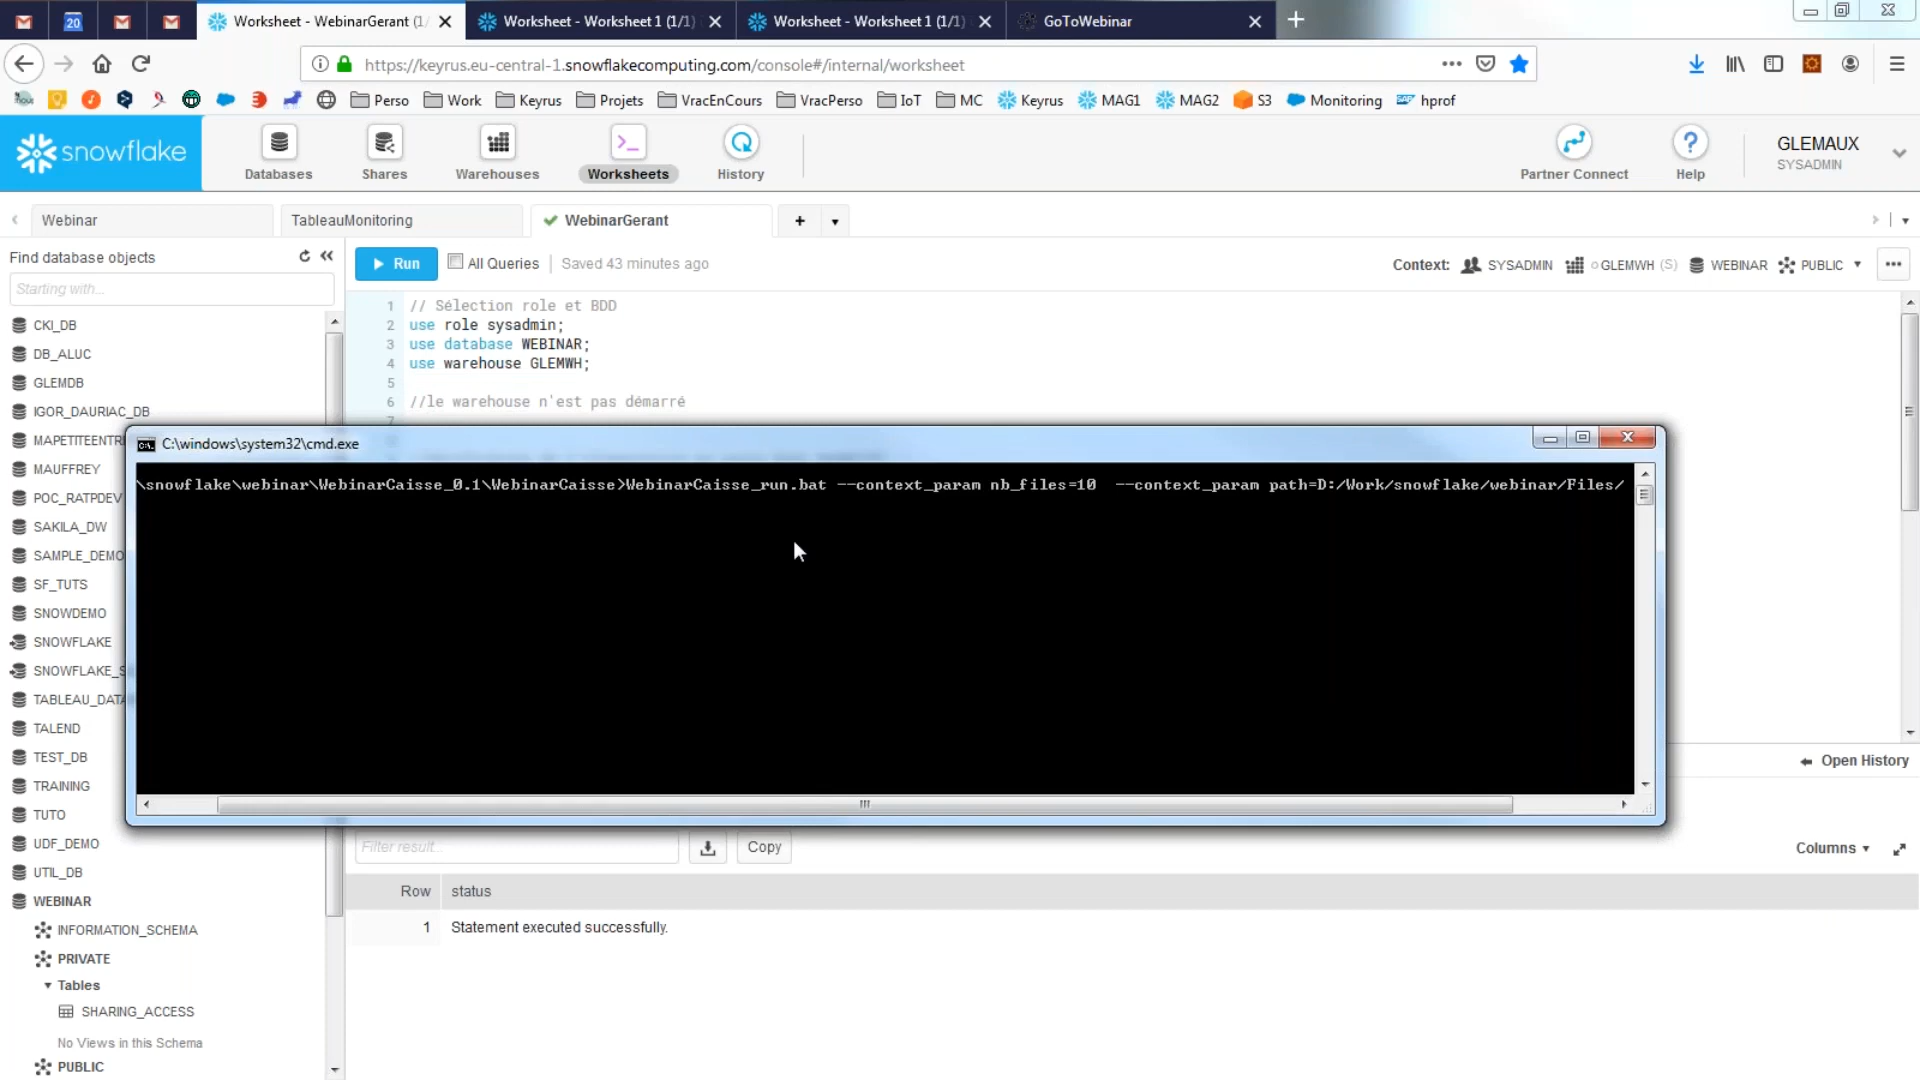 20
Worksheet - WebinarGerant (1/
Worksheet - Worksheet 1 (1/1)
Worksheet - Worksheet 1 (1/1)
GoToWebinar
https://keyrus.eu-central-1.snowflakecomputing.com/console#/internal/worksheet
Perso
Work
Keyrus
Projets
VracEnCours
VracPerso
IoT
MC
Keyrus
MAG1
MAG2
S3
Monitoring
hprof
snowflake
Databases
Shares
Warehouses
Worksheets
History
Partner Connect
Help
GLEMAUX
SYSADMIN
Webinar
TableauMonitoring
WebinarGerant
Find database objects
Starting with...
Run
All Queries
Saved 43 minutes ago
Context:
SYSADMIN
GLEMWH (S)
WEBINAR
PUBLIC
1 // Sélection role et BDD
2 use role sysadmin;
3 use database WEBINAR;
4 use warehouse GLEMWH;
5
6 //le warehouse n'est pas démarré
CKI_DB
DB_ALUC
GLEMDB
IGOR_DAURIAC_DB
MAPETITEENTR
MAUFFREY
POC_RATPDEV
SAKILA_DW
SAMPLE_DEMO
SF_TUTS
SNOWDEMO
SNOWFLAKE
SNOWFLAKE_S
TABLEAU_DATA
TALEND
TEST_DB
TRAINING
TUTO
UDF_DEMO
UTIL_DB
WEBINAR
INFORMATION_SCHEMA
PRIVATE
Tables
SHARING_ACCESS
No Views in this Schema
PUBLIC
C:\windows\system32\cmd.exe
\snowflake\webinar\WebinarCaisse_0.1\WebinarCaisse>WebinarCaisse_run.bat --context_param nb_files=10  --context_param path=D:/Work/snowflake/webinar/Files/
Open History
Filter result...
Copy
Columns
Row status
1 Statement executed successfully.